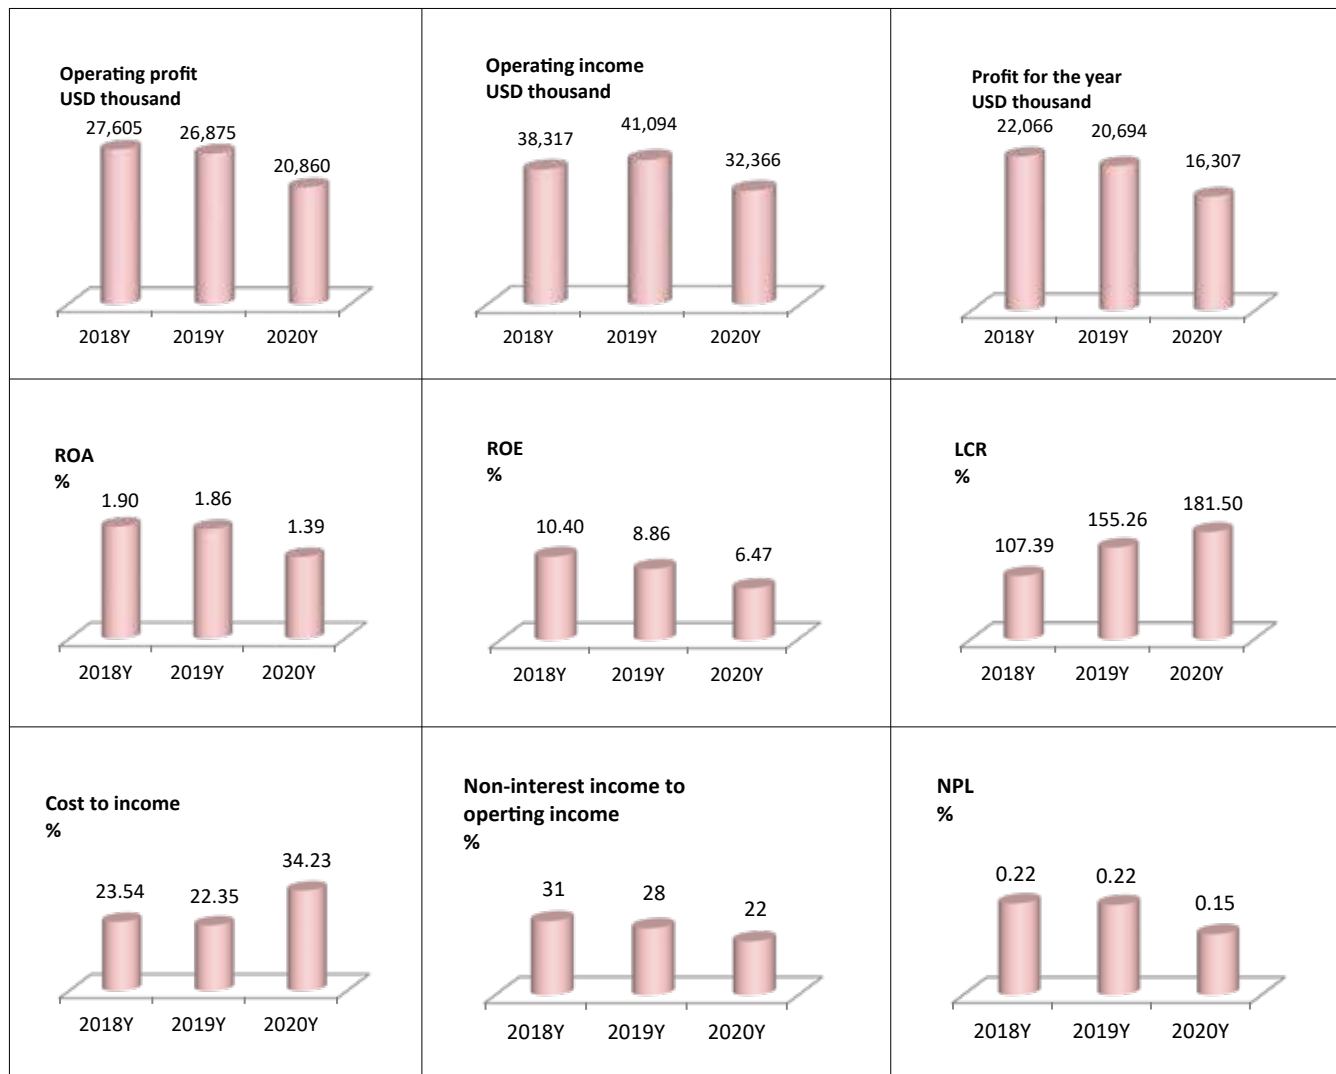 Operating profit
USD thousand
27,605
26,875
20,860
2018Y
2019Y
2020Y
Operating income
USD thousand
38,317
41,094
32,366
2018Y
2019Y
2020Y
Profit for the year
USD thousand
22,066
20,694
16,307
2018Y
2019Y
2020Y
ROA
%
1.90
1.86
1.39
2018Y
2019Y
2020Y
ROE
%
10.40
8.86
6.47
2018Y
2019Y
2020Y
LCR
%
107.39
155.26
181.50
2018Y
2019Y
2020Y
Cost to income
%
23.54
22.35
34.23
2018Y
2019Y
2020Y
Non-interest income to
operting income
%
31
28
22
2018Y
2019Y
2020Y
NPL
%
0.22
0.22
0.15
2018Y
2019Y
2020Y